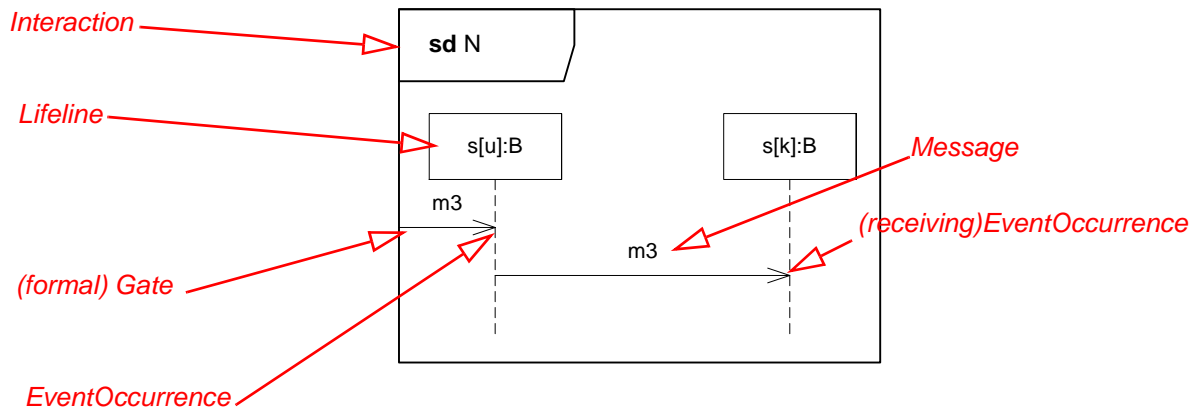 Interaction
sd N
Lifeline
s[u]:B
s[k]:B
Message
m3
(receiving)EventOccurrence
m3
(formal) Gate
EventOccurrence